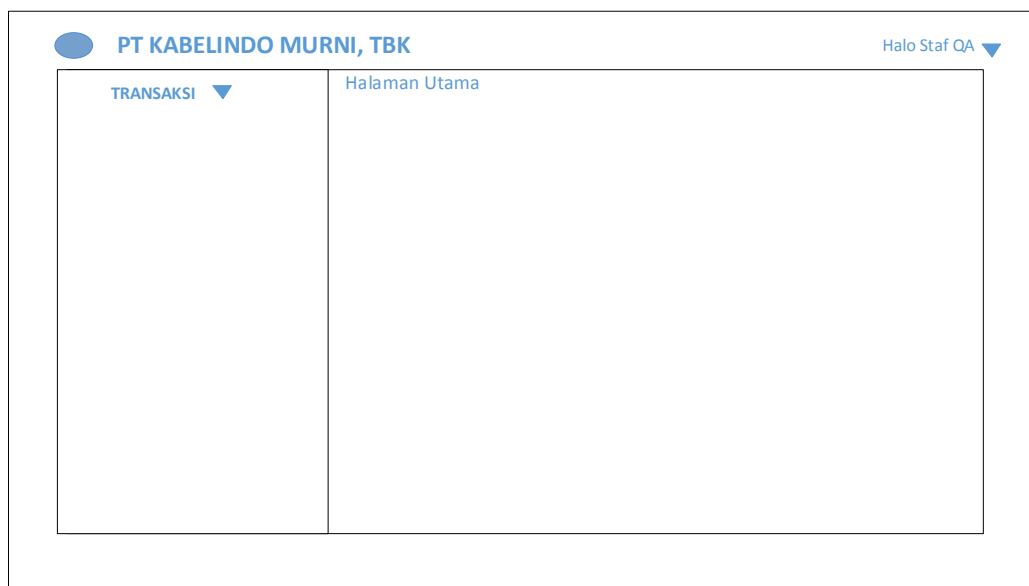 PT KABELINDO MURNI, TBK
Halo Staf QA
TRANSAKSI
Halaman Utama